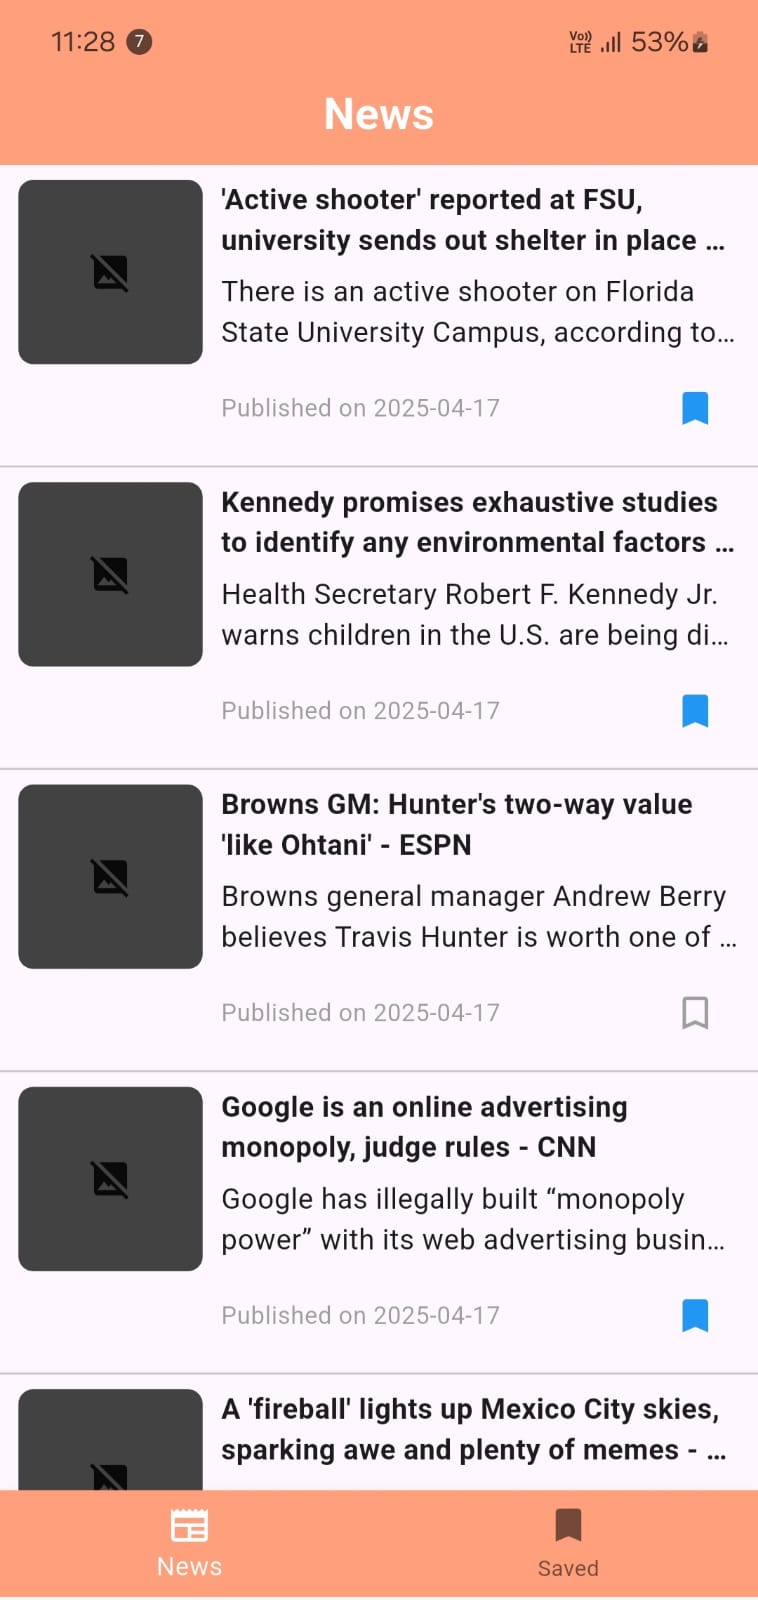 11:28 7 Vo)) LTE 53%
News
'Active shooter' reported at FSU,
university sends out shelter in place ...
There is an active shooter on Florida
State University Campus, according to...
Published on 2025-04-17
Kennedy promises exhaustive studies
to identify any environmental factors ...
Health Secretary Robert F. Kennedy Jr.
warns children in the U.S. are being di...
Published on 2025-04-17
Browns GM: Hunter's two-way value
'like Ohtani' - ESPN
Browns general manager Andrew Berry
believes Travis Hunter is worth one of ...
Published on 2025-04-17
Google is an online advertising
monopoly, judge rules - CNN
Google has illegally built “monopoly
power” with its web advertising busin...
Published on 2025-04-17
A 'fireball' lights up Mexico City skies,
sparking awe and plenty of memes - ...
News
Saved